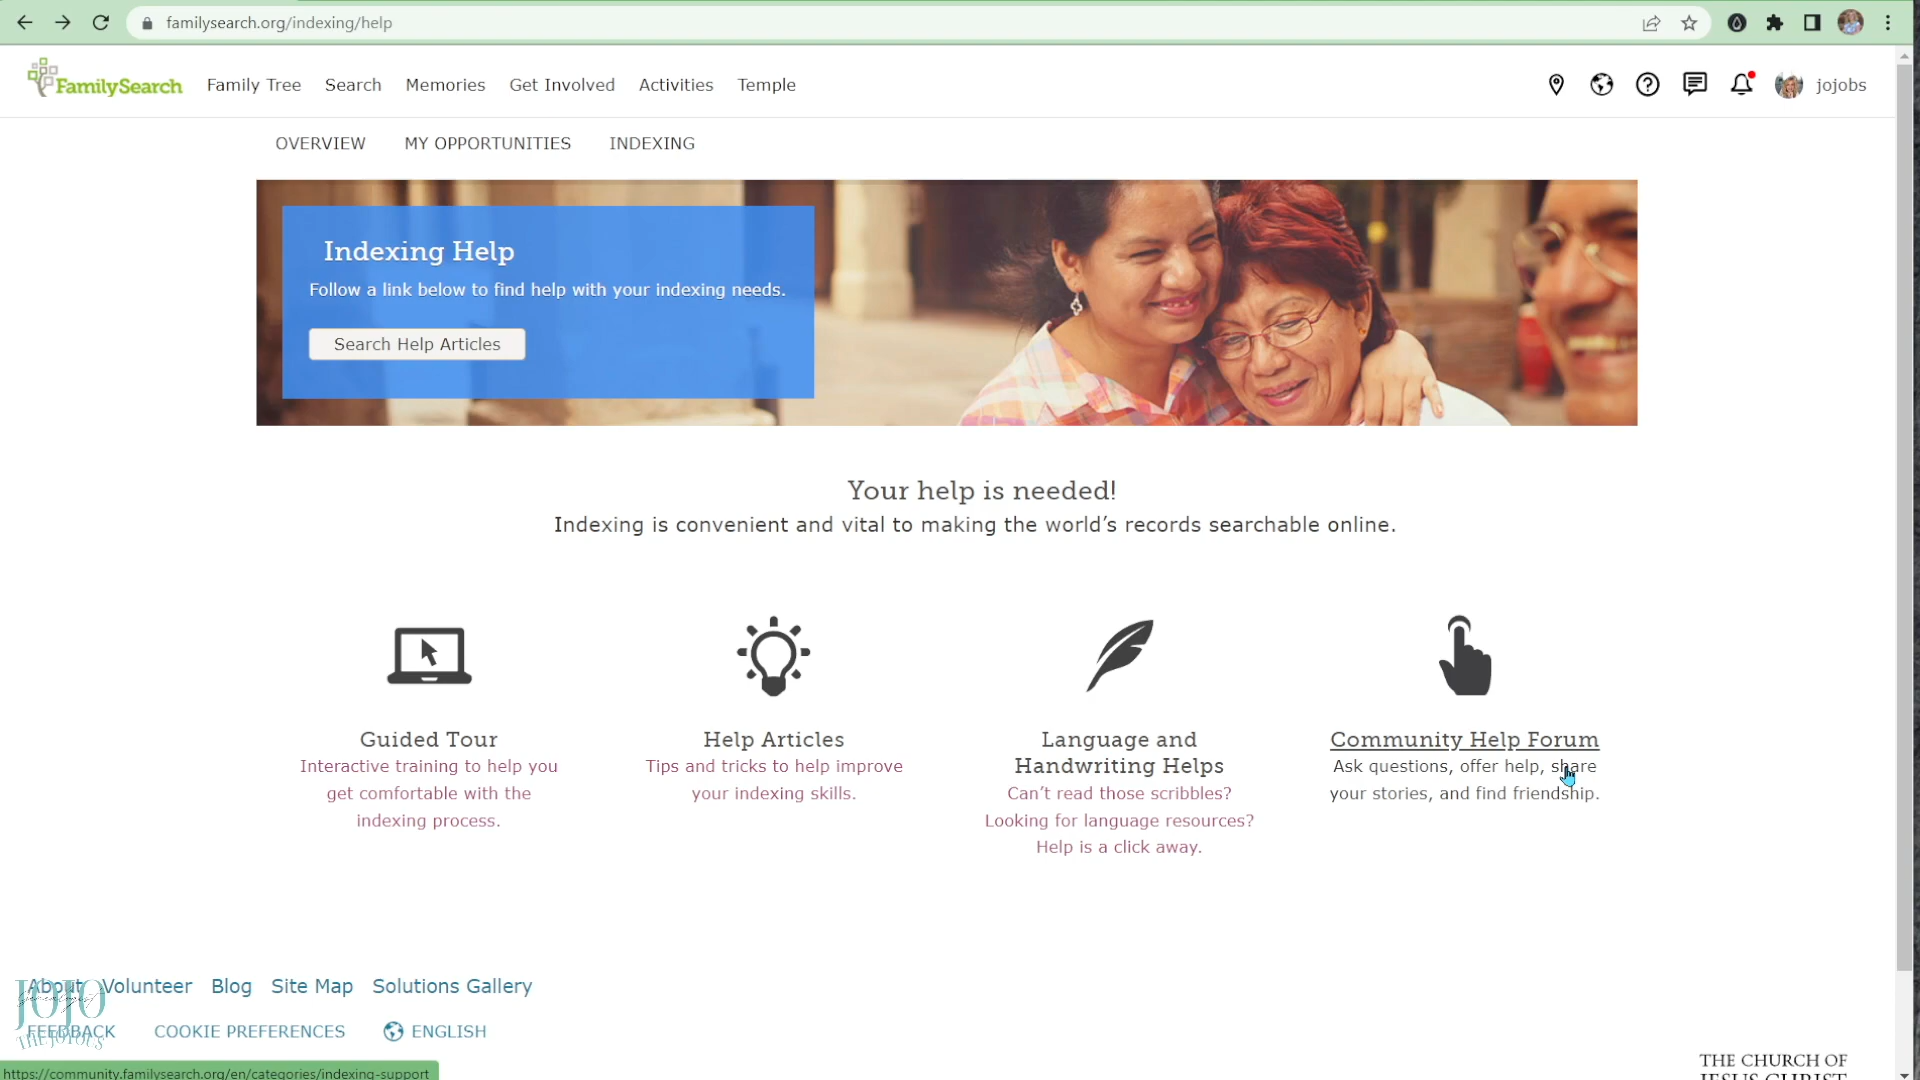 familysearch.org/indexing/help
FamilySearch Family Tree Search Memories Get Involved Activities Temple jojobs
OVERVIEW MY OPPORTUNITIES INDEXING
Indexing Help
Follow a link below to find help with your indexing needs.
Search Help Articles
Your help is needed!
Indexing is convenient and vital to making the world's records searchable online.
Guided Tour
Interactive training to help you
get comfortable with the
indexing process.
Help Articles
Tips and tricks to help improve
your indexing skills.
Language and
Handwriting Helps
Can't read those scribbles?
Looking for language resources?
Help is a click away.
Community Help Forum
Ask questions, offer help, share
your stories, and find friendship.
About Volunteer Blog Site Map Solutions Gallery
JOJO
Genealogist
THE JOYOUS
FEEDBACK COOKIE PREFERENCES ENGLISH
https://community.familysearch.org/en/categories/indexing-support
THE CHURCH OF
JESUS CHRIST